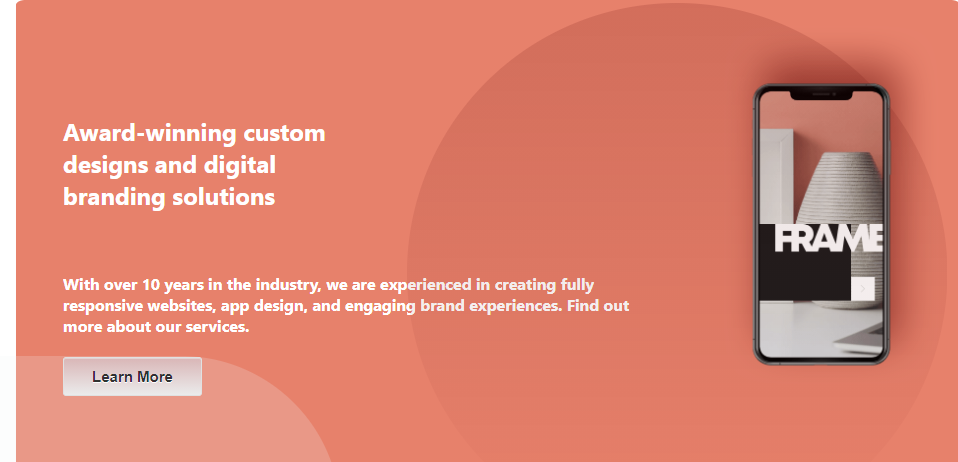 Award-winning custom
designs and digital
branding solutions
FRAME
With over 10 years in the industry, we are experienced in creating fully
responsive websites, app design, and engaging brand experiences. Find out
more about our services.
Learn More